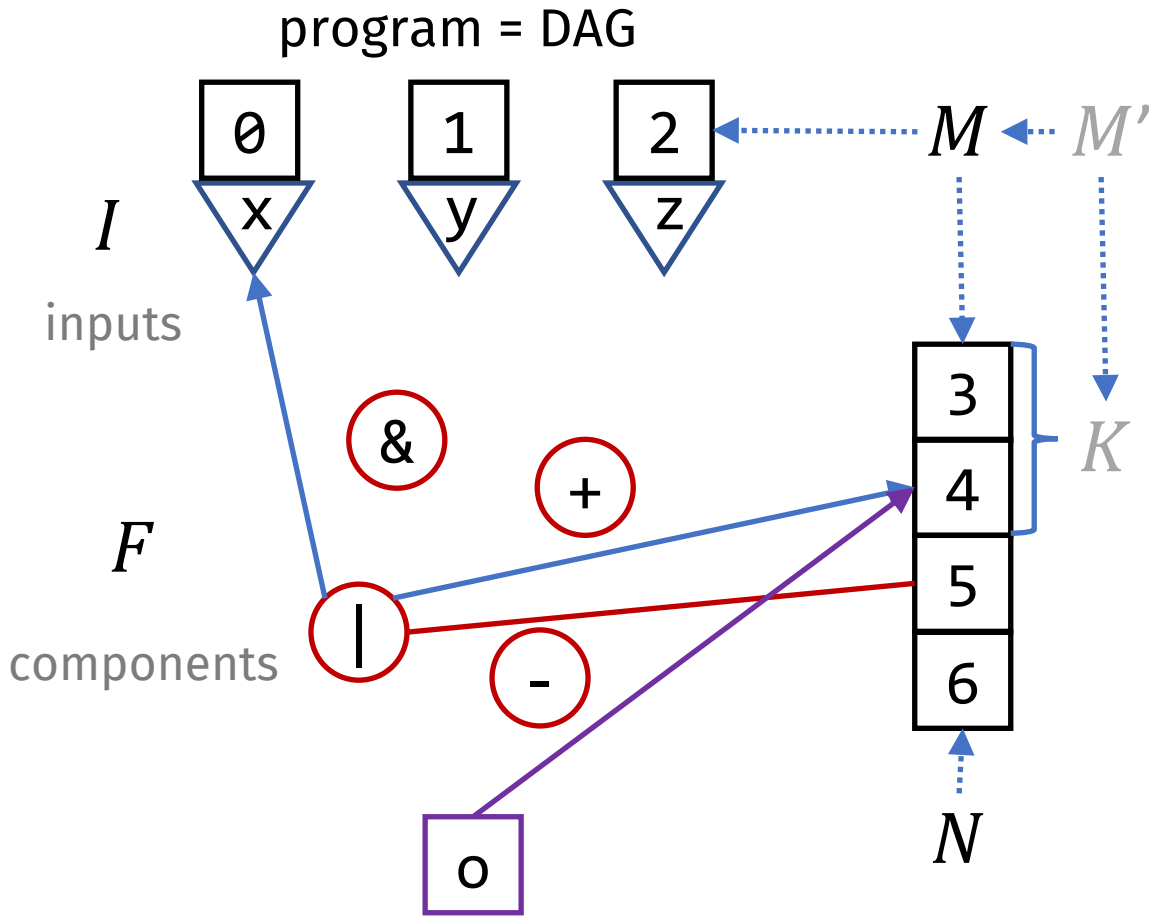 program = DAG
0 1 2 M M’
x y z
I
inputs
3
& K
+ 4
F
| 5
components
- 6
N
o